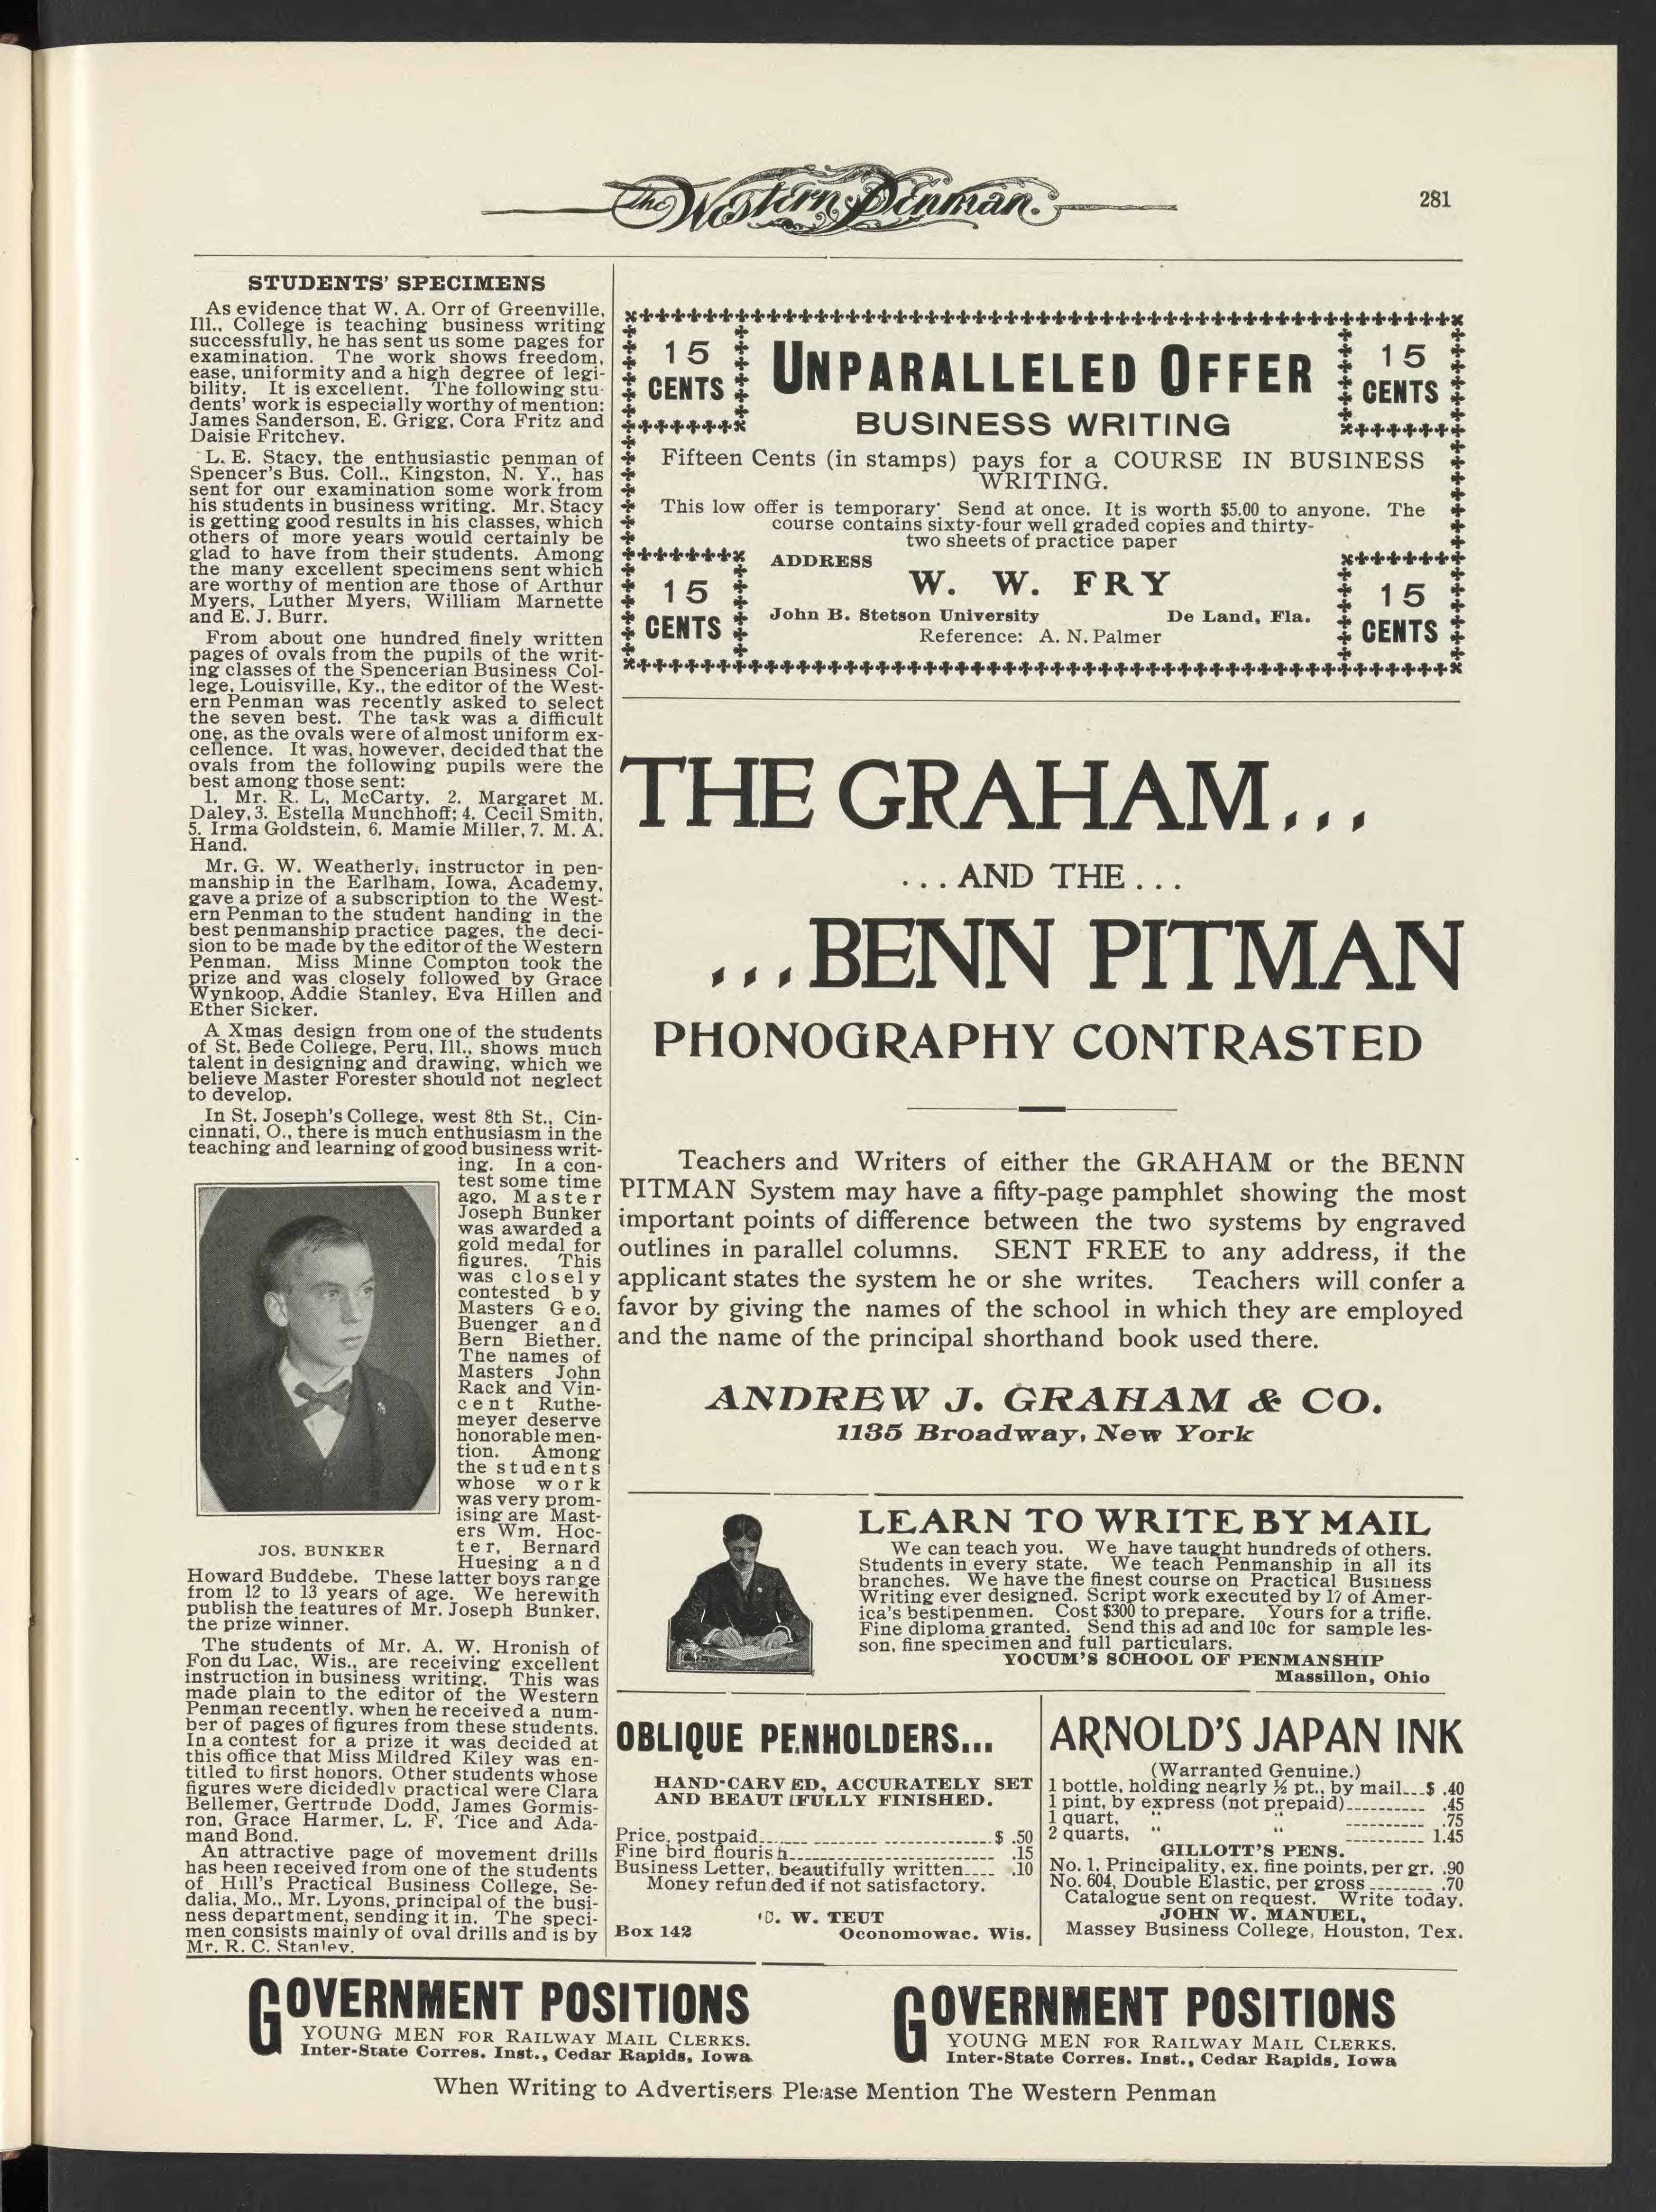 The Western Penman.
281
STUDENTS' SPECIMENS
As evidence that W. A. Orr of Greenville,
Ill., College is teaching business writing
successfully, he has sent us some pages for
examination. The work shows freedom,
ease, uniformity and a high degree of legi-
bility. It is excellent. The following stu-
dents' work is especially worthy of mention:
James Sanderson, E. Grigg, Cora Fritz and
Daisie Fritchey.
L. E. Stacy, the enthusiastic penman of
Spencer's Bus. Coll., Kingston, N. Y., has
sent for our examination some work from
his students in business writing. Mr. Stacy
is getting good results in his classes, which
others of more years would certainly be
glad to have from their students. Among
the many excellent specimens sent which
are worthy of mention are those of Arthur
Myers, Luther Myers, William Marnette
and E. J. Burr.
From about one hundred finely written
pages of ovals from the pupils of the writ-
ing classes of the Spencerian Business Col-
lege, Louisville, Ky., the editor of the West-
ern Penman was recently asked to select
the seven best. The task was a difficult
one, as the ovals were of almost uniform ex-
cellence. It was, however, decided that the
ovals from the following pupils were the
best among those sent:
1. Mr. R. L. McCarty, 2. Margaret M.
Daley, 3. Estella Munchhoff; 4. Cecil Smith,
5. Irma Goldstein, 6. Mamie Miller, 7. M. A.
Hand.
Mr. G. W. Weatherly, instructor in pen-
manship in the Earlham, Iowa, Academy,
gave a prize of a subscription to the West-
ern Penman to the student handing in the
best penmanship practice pages, the deci-
sion to be made by the editor of the Western
Penman. Miss Minne Compton took the
prize and was closely followed by Grace
Wynkoop, Addie Stanley, Eva Hillen and
Ether Sicker.
A Xmas design from one of the students
of St. Bede College, Peru, Ill., shows much
talent in designing and drawing, which we
believe Master Forester should not neglect
to develop.
In St. Joseph's College, west 8th St., Cin-
cinnati, O., there is much enthusiasm in the
teaching and learning of good business writ-
ing. In a con-
test some time
ago, Master
Joseph Bunker
was awarded a
gold medal for
figures. This
was closely
contested by
Masters Geo.
Buenger and
Bern Biether.
The names of
Masters John
Rack and Vin-
cent Ruthe-
meyer deserve
honorable men-
tion. Among
the students
whose work
was very prom-
ising are Mast-
ers Wm. Hoc-
ter, Bernard
Huesing and
JOS. BUNKER
Howard Buddebe. These latter boys range
from 12 to 13 years of age. We herewith
publish the features of Mr. Joseph Bunker,
the prize winner.
The students of Mr. A. W. Hronish of
Fon du Lac, Wis., are receiving excellent
instruction in business writing. This was
made plain to the editor of the Western
Penman recently, when he received a num-
ber of pages of figures from these students.
In a contest for a prize it was decided at
this office that Miss Mildred Kiley was en-
titled to first honors. Other students whose
figures were dicidedly practical were Clara
Bellemer, Gertrude Dodd, James Gormis-
ron, Grace Harmer, L. F. Tice and Ada-
mand Bond.
An attractive page of movement drills
has been received from one of the students
of Hill's Practical Business College, Se-
dalia, Mo., Mr. Lyons, principal of the busi-
ness department, sending it in. The speci-
men consists mainly of oval drills and is by
Mr. R. C. Stanley.
15 CENTS
15 CENTS
UNPARALLELED OFFER
BUSINESS WRITING
Fifteen Cents (in stamps) pays for a COURSE IN BUSINESS
WRITING.
This low offer is temporary. Send at once. It is worth $5.00 to anyone. The
course contains sixty-four well graded copies and thirty-
two sheets of practice paper
ADDRESS
W. W. FRY
John B. Stetson University De Land, Fla.
Reference: A. N. Palmer
15 CENTS
15 CENTS
THE GRAHAM...
...AND THE...
...BENN PITMAN
PHONOGRAPHY CONTRASTED
Teachers and Writers of either the GRAHAM or the BENN
PITMAN System may have a fifty-page pamphlet showing the most
important points of difference between the two systems by engraved
outlines in parallel columns. SENT FREE to any address, if the
applicant states the system he or she writes. Teachers will confer a
favor by giving the names of the school in which they are employed
and the name of the principal shorthand book used there.
ANDREW J. GRAHAM & CO.
1135 Broadway, New York
LEARN TO WRITE BY MAIL
We can teach you. We have taught hundreds of others.
Students in every state. We teach Penmanship in all its
branches. We have the finest course on Practical Business
Writing ever designed. Script work executed by 17 of Amer-
ica's best penmen. Cost $300 to prepare. Yours for a trifle.
Fine diploma granted. Send this ad and 10c for sample les-
son, fine specimen and full particulars.
YOCUM'S SCHOOL OF PENMANSHIP
Massillon, Ohio
OBLIQUE PENHOLDERS...
HAND-CARVED, ACCURATELY SET
AND BEAUTIFULLY FINISHED.
Price, postpaid $ .50
Fine bird flourish .15
Business Letter, beautifully written .10
Money refunded if not satisfactory.
C. W. TEUT
Box 142 Oconomowac, Wis.
ARNOLD'S JAPAN INK
(Warranted Genuine.)
1 bottle, holding nearly ½ pt., by mail $ .40
1 pint, by express (not prepaid) .45
1 quart, " " .75
2 quarts, " " 1.45
GILLOTT'S PENS.
No. 1, Principality, ex. fine points, per gr. .90
No. 604, Double Elastic, per gross .70
Catalogue sent on request. Write today.
JOHN W. MANUEL,
Massey Business College, Houston, Tex.
GOVERNMENT POSITIONS
YOUNG MEN FOR RAILWAY MAIL CLERKS.
Inter-State Corres. Inst., Cedar Rapids, Iowa
GOVERNMENT POSITIONS
YOUNG MEN FOR RAILWAY MAIL CLERKS.
Inter-State Corres. Inst., Cedar Rapids, Iowa
When Writing to Advertisers Please Mention The Western Penman